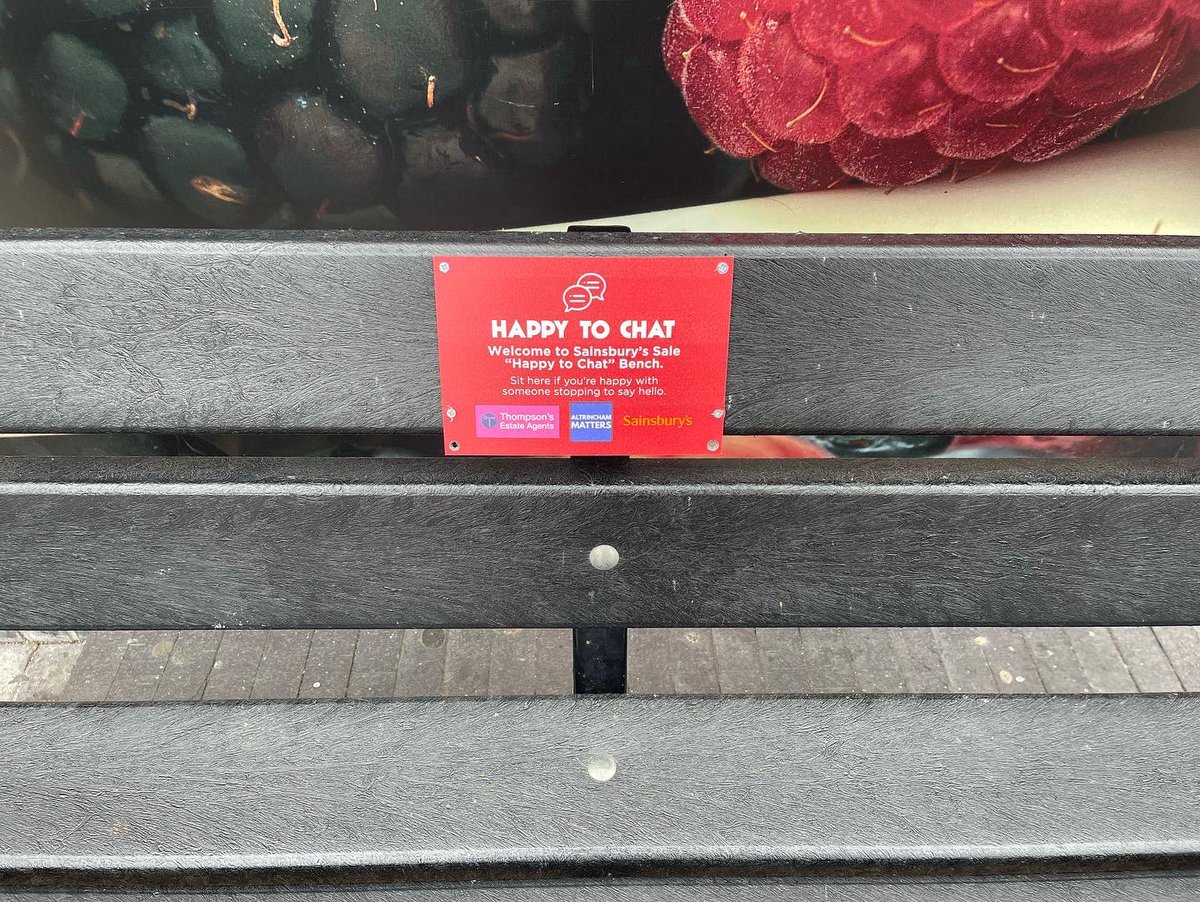 HAPPY TO CHAT
Welcome to Sainsbury's Sale
"Happy to Chat" Bench.
Sit here if you're happy with
someone stopping to say hello.
Thompson's
Estate Agents
ALTRINCHAM
MATTERS
Sainsbury's